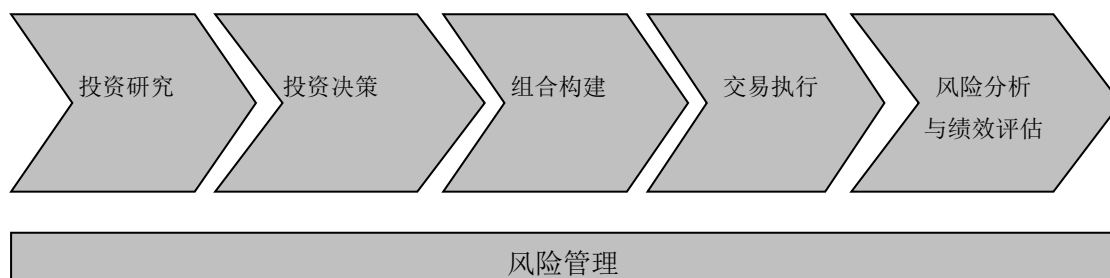 投资研究
投资决策
组合构建
交易执行
风险分析
与绩效评估
风险管理